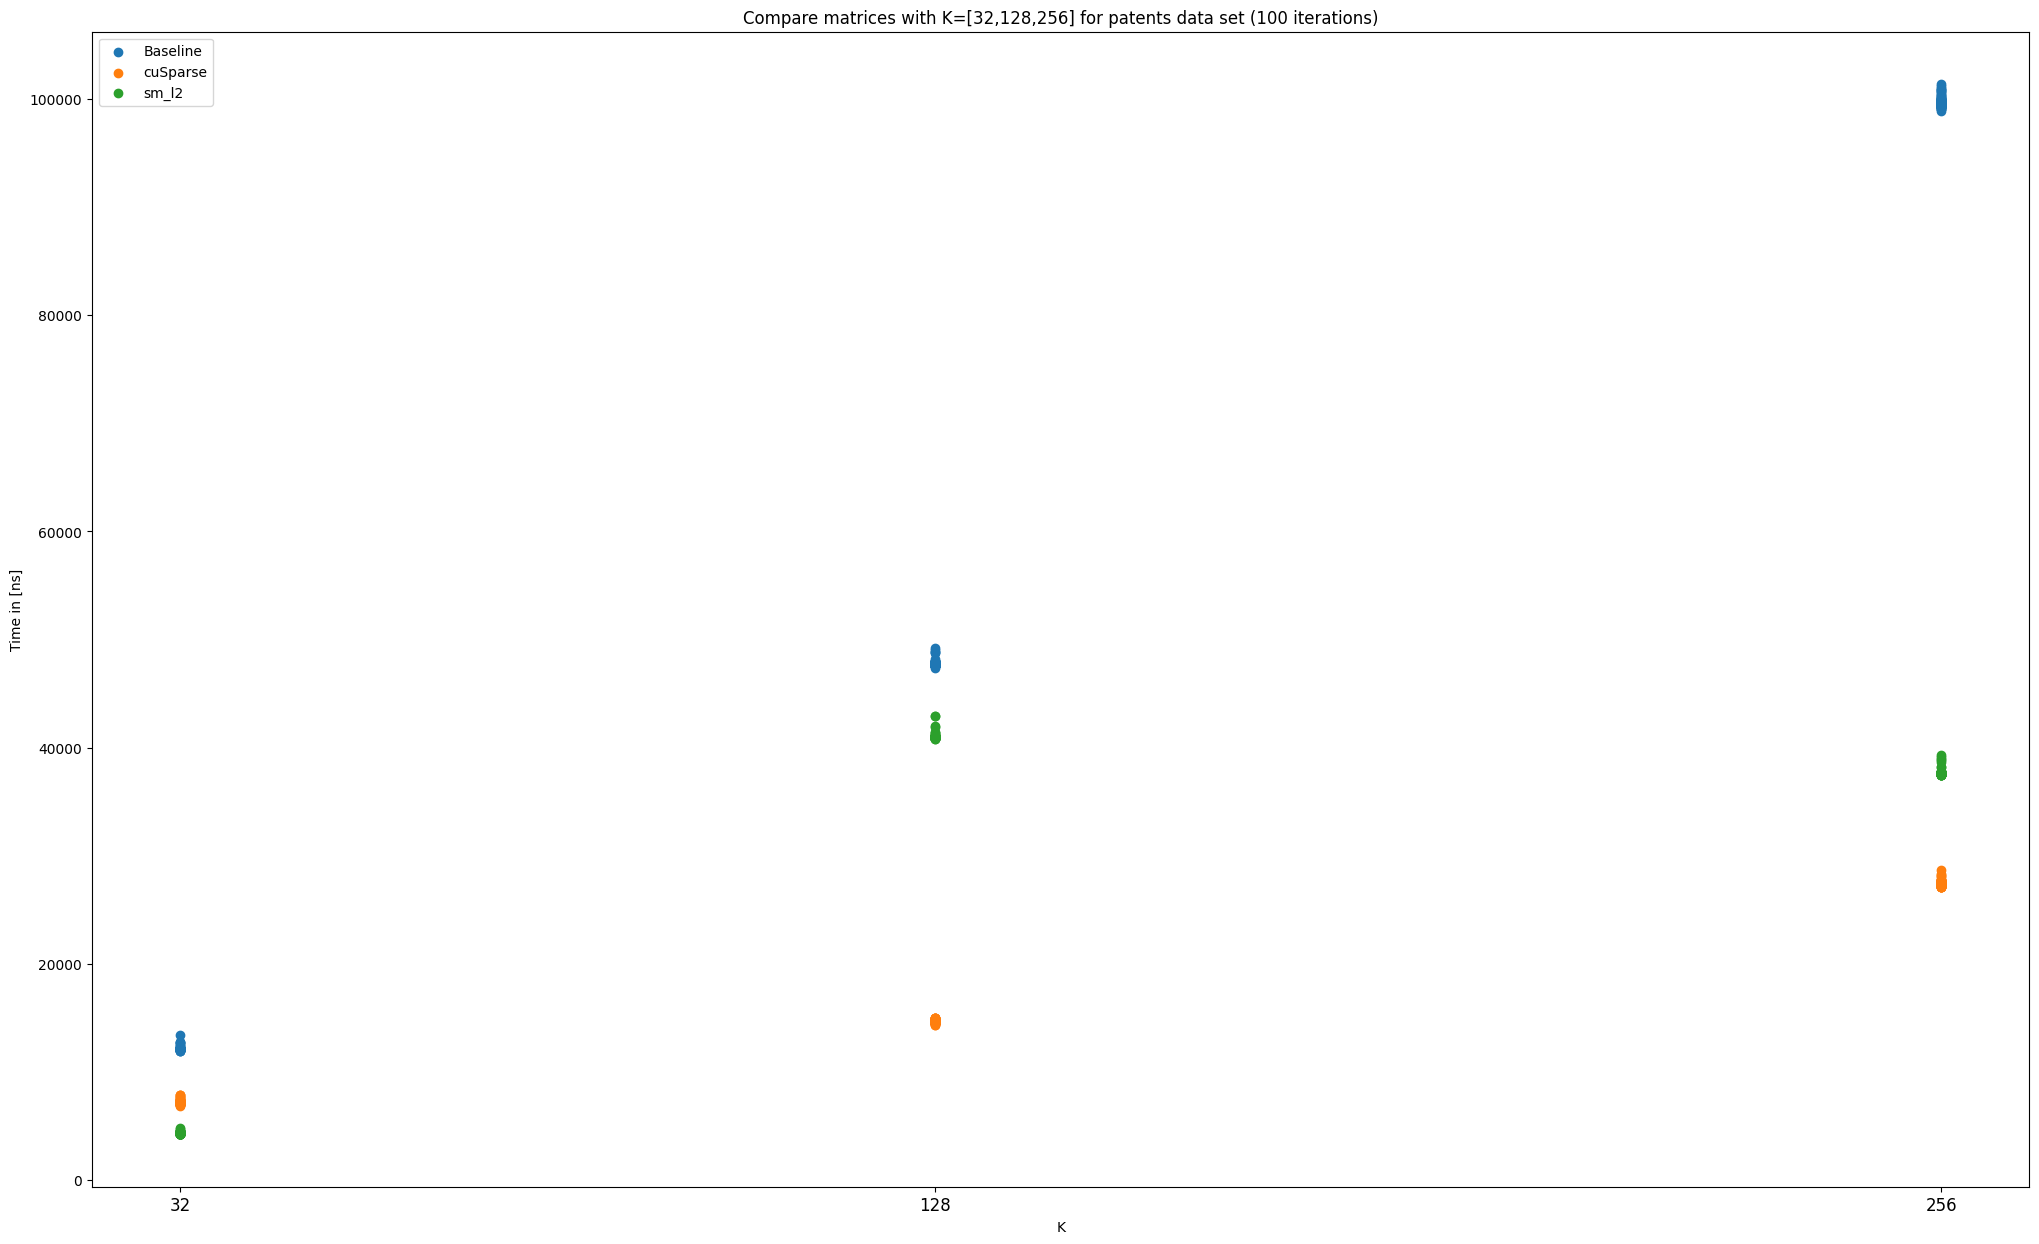 Compare matrices with K=[32,128,256] for patents data set (100 iterations)
Baseline
cuSparse
sm_l2
100000
80000
60000
40000
20000
0
Time in [ns]
32
128
256
K